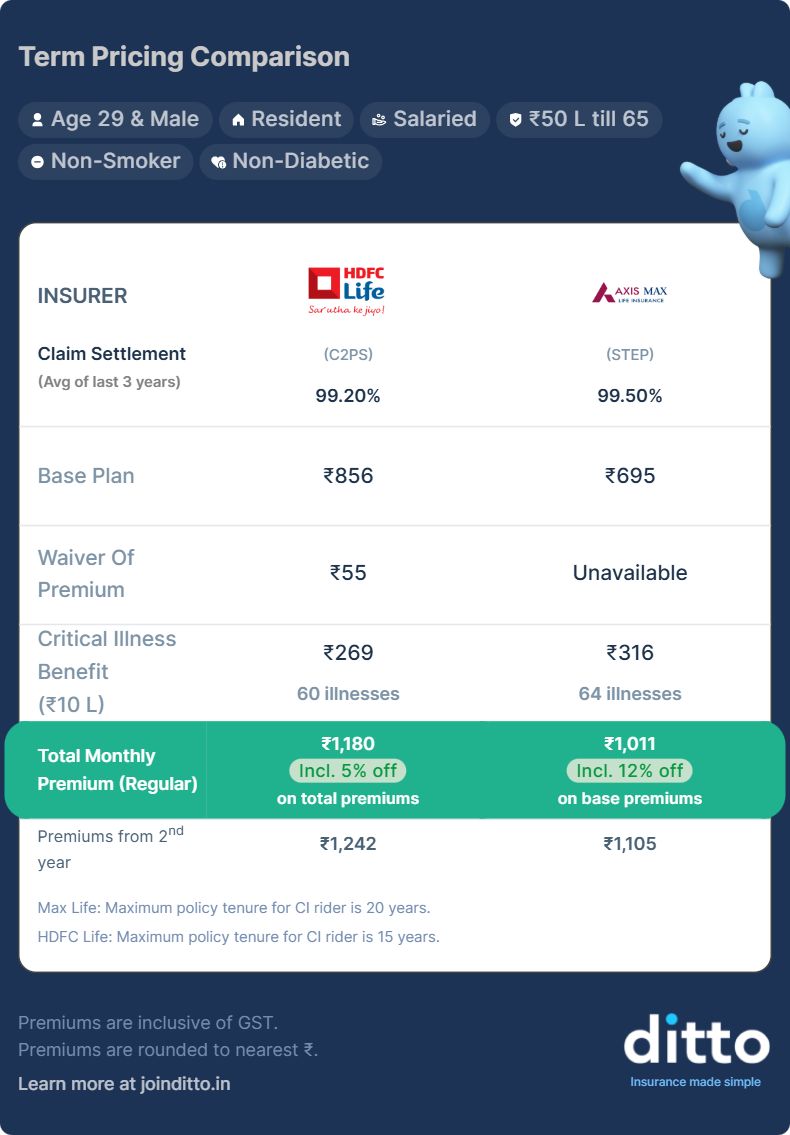 Term Pricing Comparison
Age 29 & Male
Resident
Salaried
₹50 L till 65
Non-Smoker
Non-Diabetic
INSURER
HDFC
Life
Sar utha ke jiyo!
AXIS MAX
LIFE INSURANCE
Claim Settlement
(Avg of last 3 years)
(C2PS)
(STEP)
99.20%
99.50%
Base Plan
₹856
₹695
Waiver Of
Premium
₹55
Unavailable
Critical Illness
Benefit
(₹10 L)
₹269
60 illnesses
₹316
64 illnesses
Total Monthly
Premium (Regular)
₹1,180
Incl. 5% off
on total premiums
₹1,011
Incl. 12% off
on base premiums
Premiums from 2nd
year
₹1,242
₹1,105
Max Life: Maximum policy tenure for CI rider is 20 years.
HDFC Life: Maximum policy tenure for CI rider is 15 years.
Premiums are inclusive of GST.
Premiums are rounded to nearest ₹.
Learn more at joinditto.in
ditto
Insurance made simple